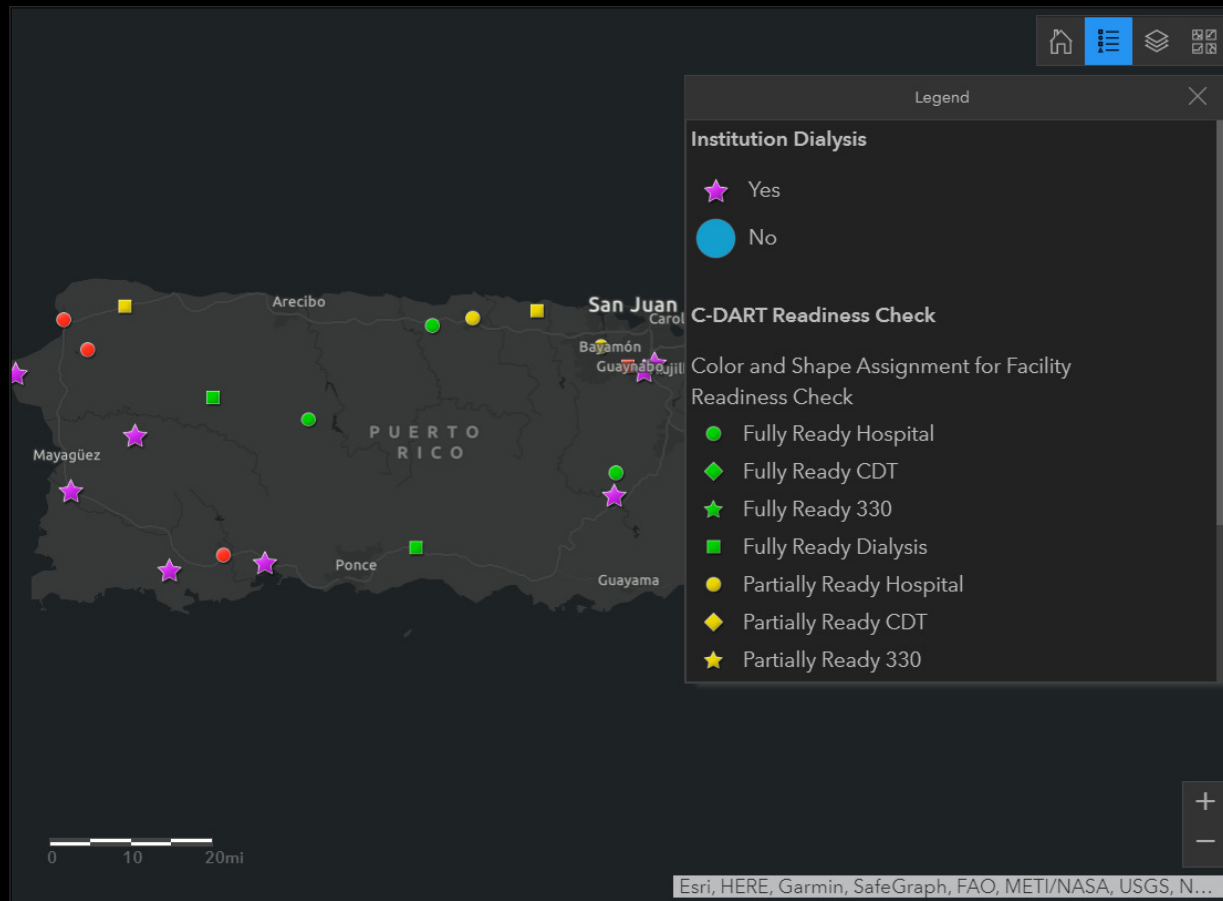 Legend
Institution Dialysis
Yes
No
C-DART Readiness Check
Color and Shape Assignment for Facility
Readiness Check
Fully Ready Hospital
Fully Ready CDT
Fully Ready 330
Fully Ready Dialysis
Partially Ready Hospital
Partially Ready CDT
Partially Ready 330
Arecibo
San Juan
Carol
Bayamón
Guaynabo
ujill
PUERTO
RICO
Mayagüez
Ponce
Guayama
0 10 20mi
+
−
Esri, HERE, Garmin, SafeGraph, FAO, METI/NASA, USGS, N...